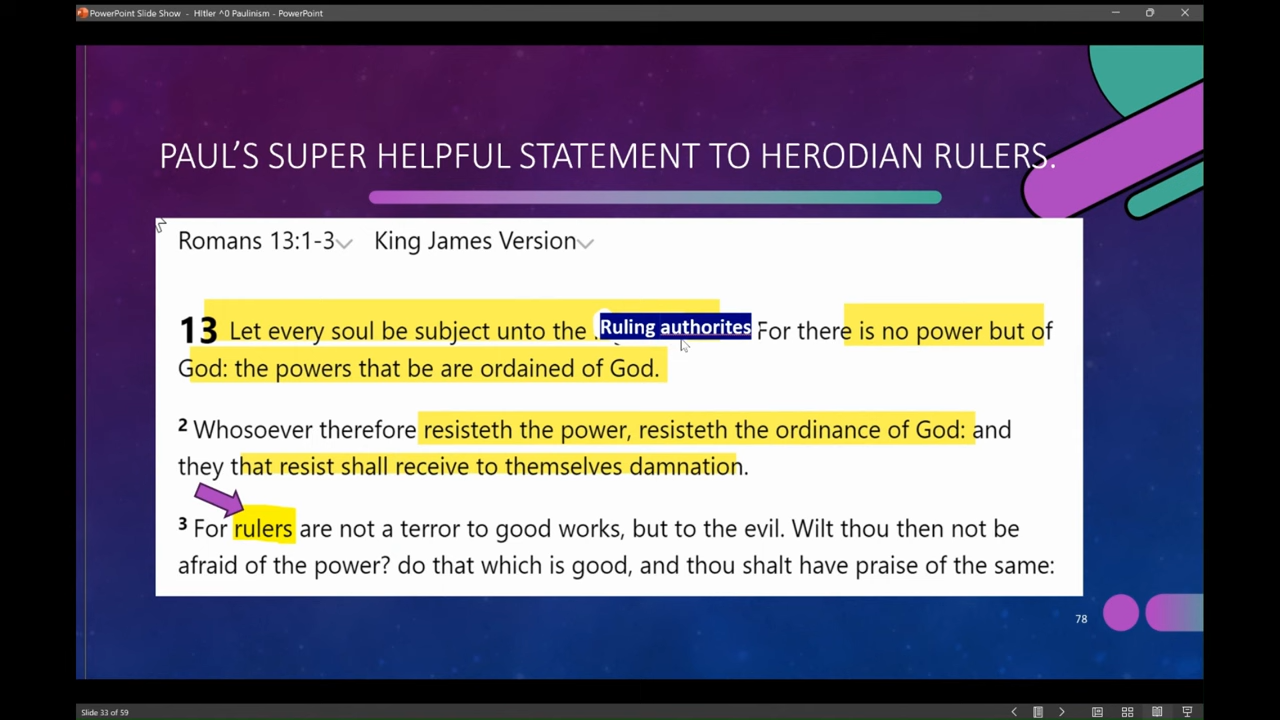 PowerPoint Slide Show - HItler ^0 Paulinism - PowerPoint
PAUL'S SUPER HELPFUL STATEMENT TO HERODIAN RULERS.
Romans 13:1-3 King James Version
13 Let every soul be subject unto the Ruling authorites For there is no power but of
God: the powers that be are ordained of God.
2 Whosoever therefore resisteth the power, resisteth the ordinance of God: and
they that resist shall receive to themselves damnation.
3 For rulers are not a terror to good works, but to the evil. Wilt thou then not be
afraid of the power? do that which is good, and thou shalt have praise of the same:
78
Slide 33 of 59